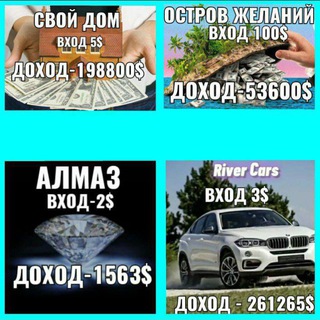 СВОЙ ДОМ
ВХОД 5$
ДОХОД-198800$
ОСТРОВ ЖЕЛАНИЙ
ВХОД 100$
ДОХОД-53600$
АЛМАЗ
ВХОД-2$
ДОХОД-1563$
River Cars
ВХОД 3$
ДОХОД - 261265$